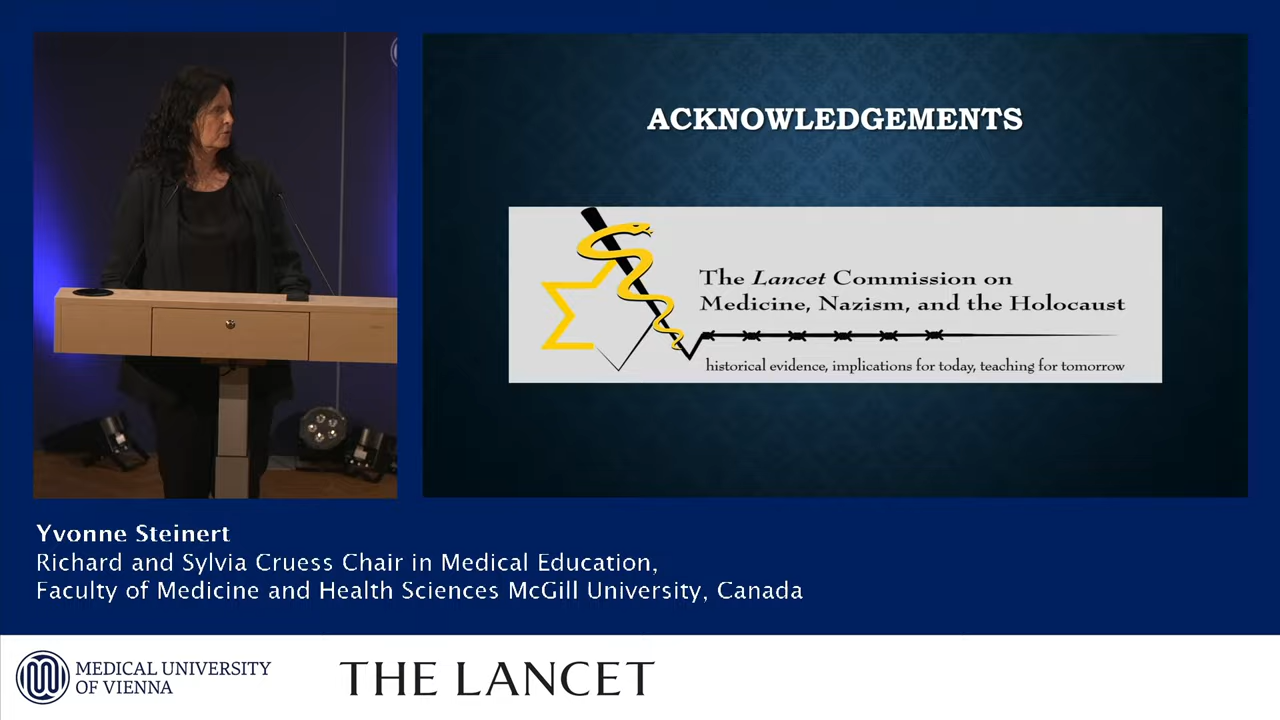 ACKNOWLEDGEMENTS
The Lancet Commission on
Medicine, Nazism, and the Holocaust
historical evidence, implications for today, teaching for tomorrow
Yvonne Steinert
Richard and Sylvia Cruess Chair in Medical Education,
Faculty of Medicine and Health Sciences McGill University, Canada
MEDICAL UNIVERSITY
OF VIENNA
THE LANCET